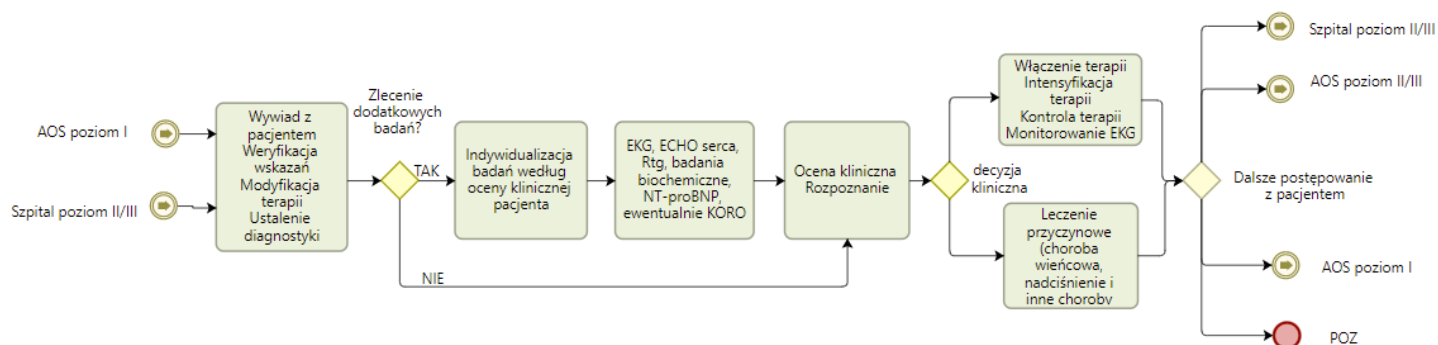 AOS poziom I
Szpital poziom II/III
Wywiad z
pacjentem
Weryfikacja
wskazań
Modyfikacja
terapii
Ustalenie
diagnostyki
Zlecenie
dodatkowych
badań?
TAK
NIE
Indywidualizacja
badań według
oceny klinicznej
pacjenta
EKG, ECHO serca,
Rtg, badania
biochemiczne,
NT-proBNP,
ewentualnie KORO
Ocena kliniczna
Rozpoznanie
decyzja
kliniczna
Włączenie terapii
Intensyfikacja
terapii
Kontrola terapii
Monitorowanie EKG
Leczenie
przyczynowe
(choroba
wieńcowa,
nadciśnienie i
inne choroby
Dalsze postępowanie
z pacjentem
Szpital poziom II/III
AOS poziom II/III
AOS poziom I
POZ